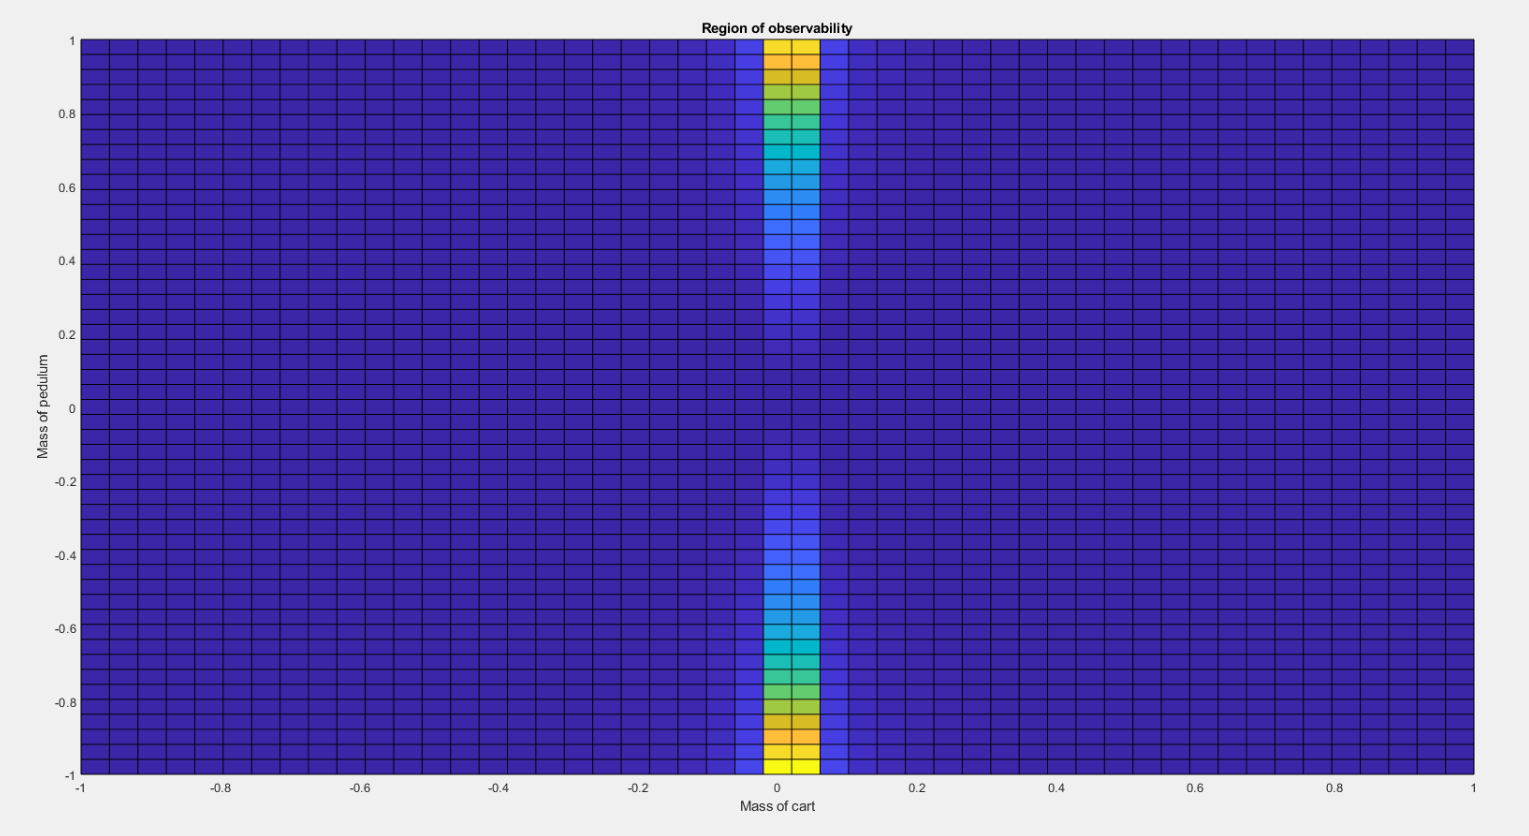 Region of observability
1
0.8
0.6
0.4
0.2
0
-0.2
-0.4
-0.6
-0.8
-1
Mass of pedulum
-1 -0.8 -0.6 -0.4 -0.2 0 0.2 0.4 0.6 0.8 1
Mass of cart